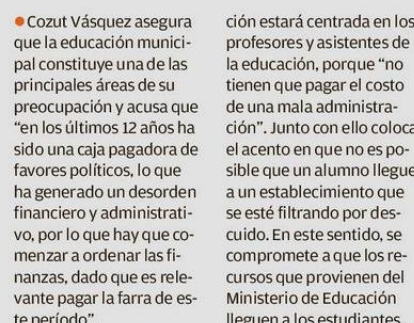 ● Cozut Vásquez asegura
que la educación munici-
pal constituye una de las
principales áreas de su
preocupación y acusa que
“en los últimos 12 años ha
sido una caja pagadora de
favores políticos, lo que
ha generado un desorden
financiero y administrati-
vo, por lo que hay que co-
menzar a ordenar las fi-
nanzas, dado que es rele-
vante pagar la farra de es-
te período”.
ción estará centrada en los
profesores y asistentes de
la educación, porque “no
tienen que pagar el costo
de una mala administra-
ción”. Junto con ello coloca
el acento en que no es po-
sible que un alumno llegue
a un establecimiento que
se esté filtrando por des-
cuido. En este sentido, se
compromete a que los re-
cursos que provienen del
Ministerio de Educación
lleguen a los estudiantes